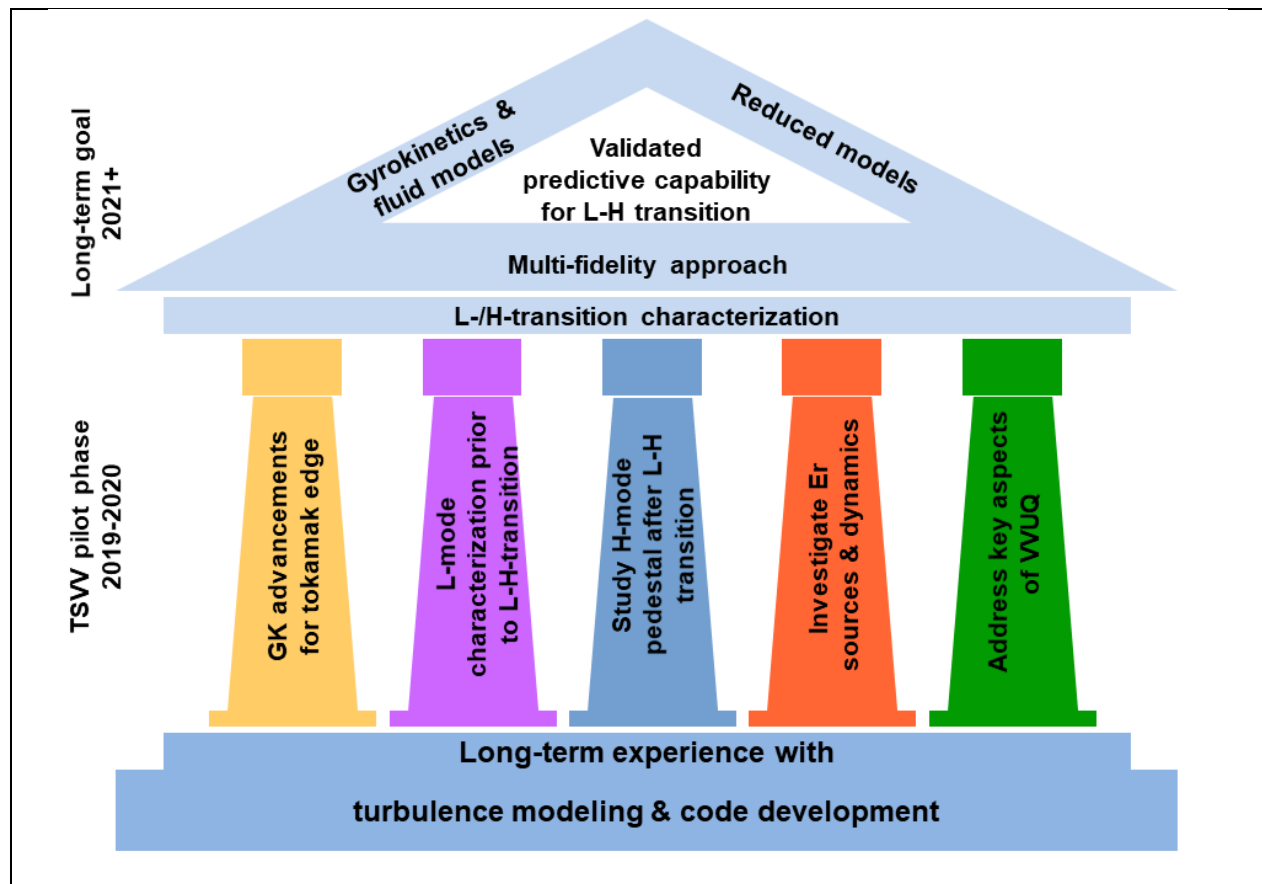 Long-term goal
2021+
Gyrokinetics &
fluid models
Reduced models
Validated
predictive capability
for L-H transition
Multi-fidelity approach
L-/H-transition characterization
TSVV pilot phase
2019-2020
GK advancements
for tokamak edge
L-mode
characterization prior
to L-H-transition
Study H-mode
pedestal after L-H
transition
Investigate Er
sources & dynamics
Address key aspects
of VVUQ
Long-term experience with
turbulence modeling & code development